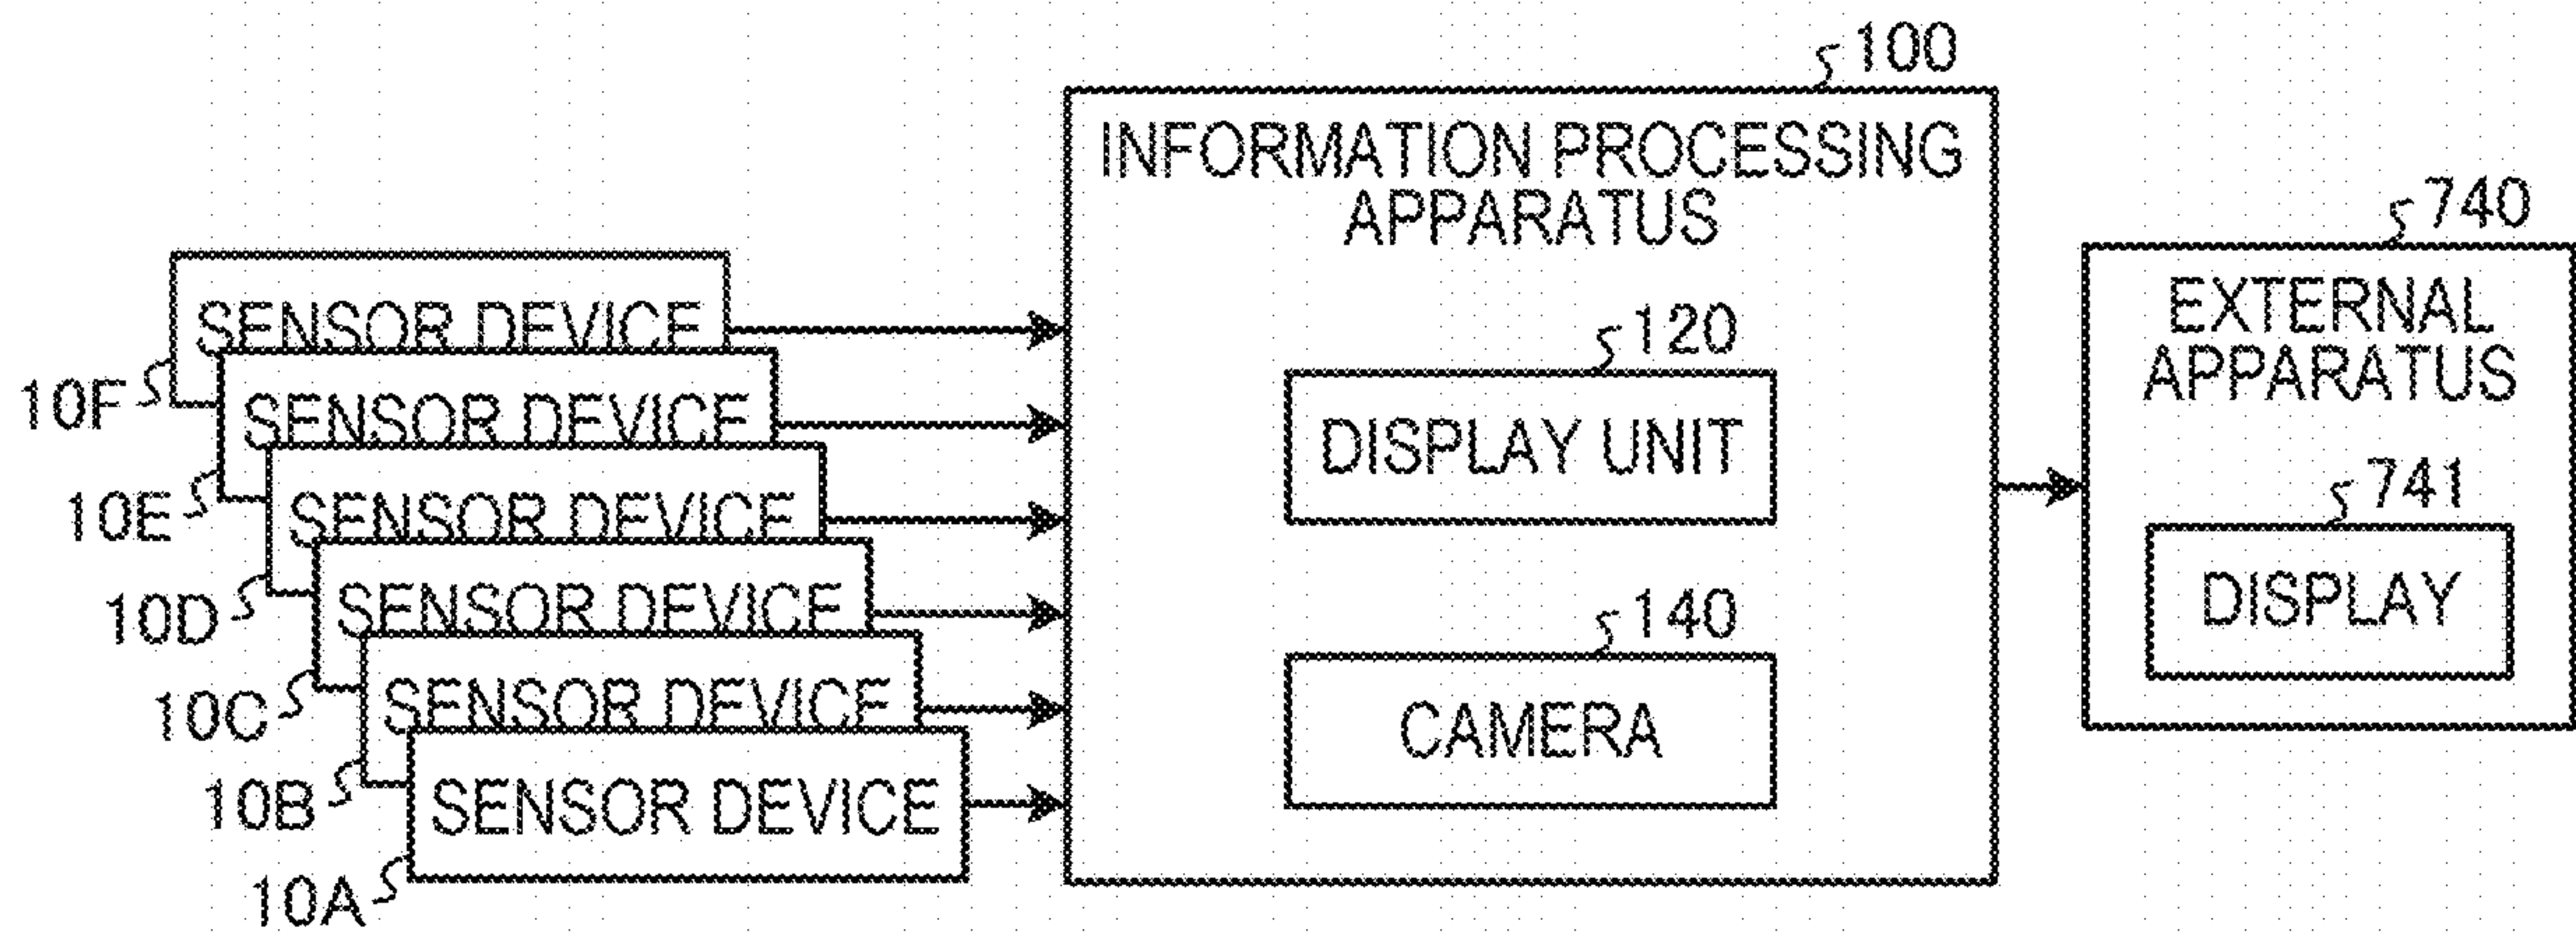 100
INFORMATION PROCESSING
APPARATUS
740
EXTERNAL
APPARATUS
SENSOR DEVICE
120
10F
SENSOR DEVICE
DISPLAY UNIT
741
10E
SENSOR DEVICE
DISPLAY
10D
SENSOR DEVICE
140
10C
SENSOR DEVICE
CAMERA
10B
SENSOR DEVICE
10A